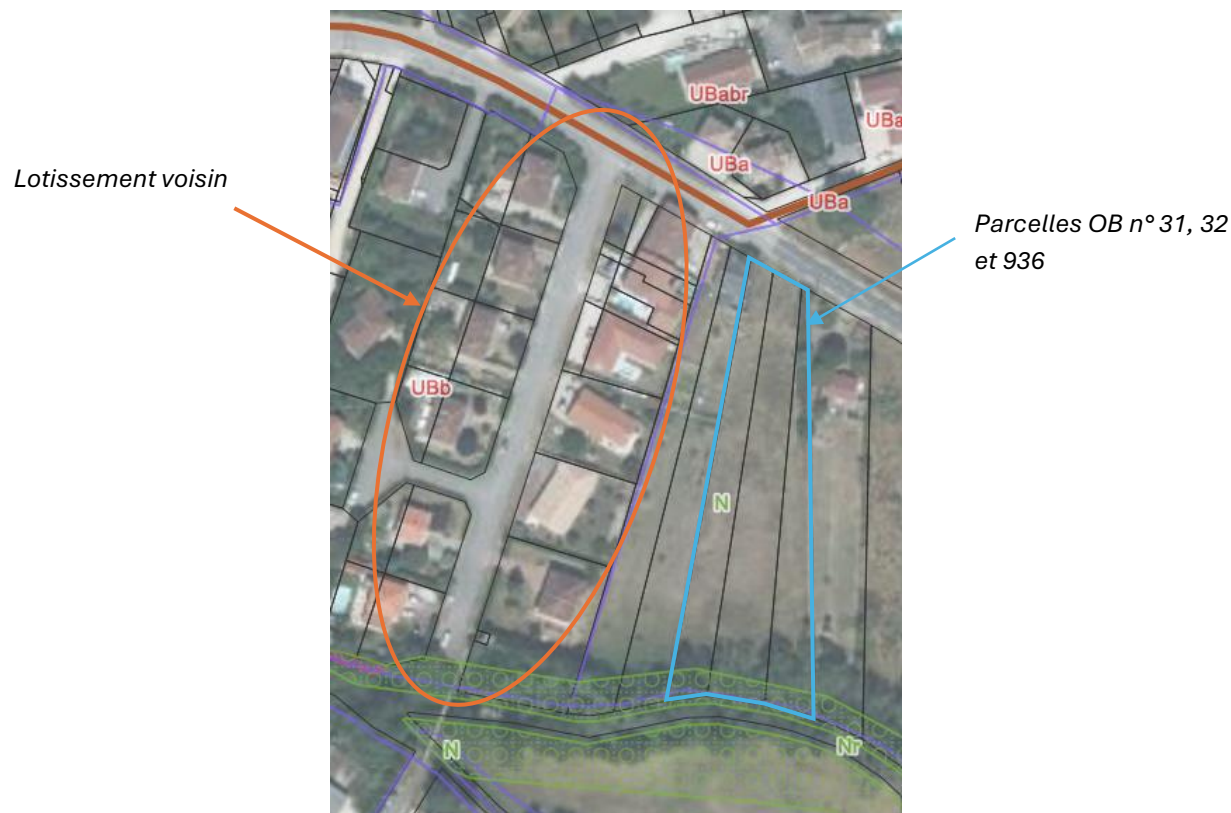 UBabr
UBa
UBa
UBa
Lotissement voisin
Parcelles OB n° 31, 32
et 936
UBb
N
N
Nr